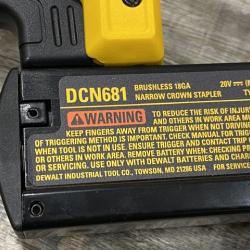 DCN681
BRUSHLESS 18GA
NARROW CROWN STAPLER
20V
WARNING
TO REDUCE THE RISK OF INJURY
AND OTHERS IN WORK AREA MUST
KEEP FINGERS AWAY FROM TRIGGER WHEN NOT DRIVING
OF TRIGGERING METHOD IS IMPORTANT. CHECK MANUAL FOR
WHEN TOOL IS NOT IN USE. ENSURE TRIGGER AND CONTACT TRIP
OR OTHERS IN WORK AREA. REMOVE BATTERY WHEN CHECKING
OR SERVICING. USE ONLY WITH DEWALT BATTERIES AND CHARG
DEWALT INDUSTRIAL TOOL CO., TOWSON, MD 21286 USA FOR SERVICE